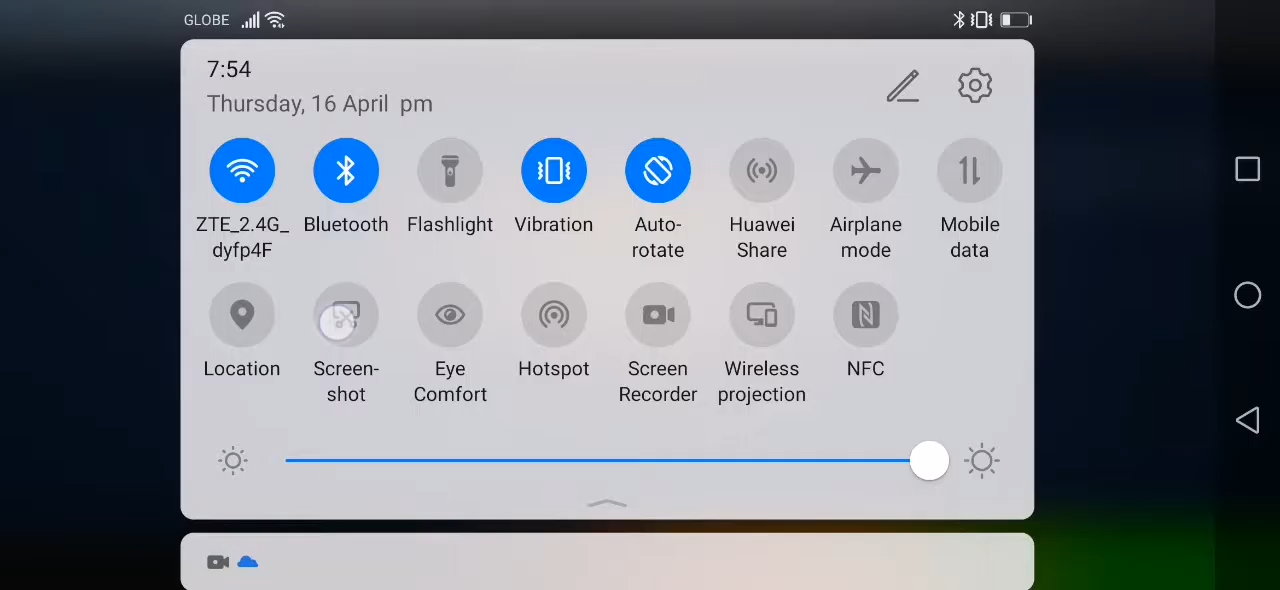 GLOBE
7:54
Thursday, 16 April pm
ZTE_2.4G_
dyfp4F
Bluetooth
Flashlight
Vibration
Auto-
rotate
Huawei
Share
Airplane
mode
Mobile
data
Location
Screen-
shot
Eye
Comfort
Hotspot
Screen
Recorder
Wireless
projection
NFC